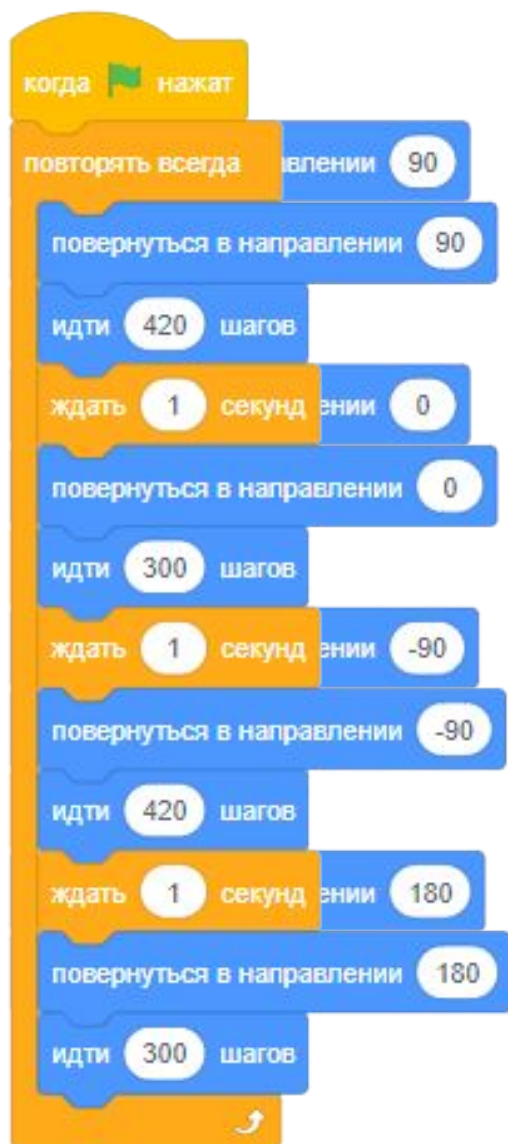 когда нажат
повторять всегда влении 90
повернуться в направлении 90
идти 420 шагов
ждать 1 секунд ении 0
повернуться в направлении 0
идти 300 шагов
ждать 1 секунд ении -90
повернуться в направлении -90
идти 420 шагов
ждать 1 секунд ении 180
повернуться в направлении 180
идти 300 шагов